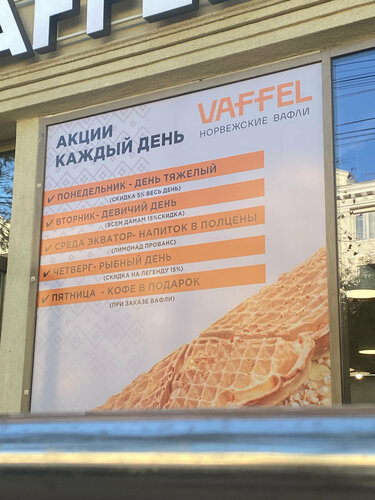 AFFE
VAFFEL
НОРВЕЖСКИЕ ВАФЛИ
АКЦИИ
КАЖДЫЙ ДЕНЬ
✓ ПОНЕДЕЛЬНИК - ДЕНЬ ТЯЖЕЛЫЙ
(СКИДКА 5% ВЕСЬ ДЕНЬ)
✓ ВТОРНИК- ДЕВИЧИЙ ДЕНЬ
(ВСЕМ ДАМАМ 15%СКИДКА)
✓ СРЕДА ЭКВАТОР- НАПИТОК В ПОЛЦЕНЫ
(ЛИМОНАД ПРОВАНС)
✓ ЧЕТВЕРГ- РЫБНЫЙ ДЕНЬ
(СКИДКА НА ЛЕГЕНДУ 15%)
✓ ПЯТНИЦА - КОФЕ В ПОДАРОК
(ПРИ ЗАКАЗЕ ВАФЛИ)